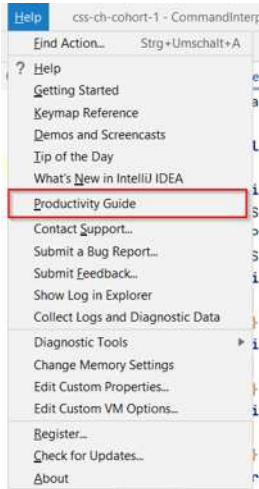 Help css-ch-cohort-1 - CommandInterp
Find Action... Strg+Umschalt+A
? Help
Getting Started
Keymap Reference
Demos and Screencasts
Tip of the Day
What's New in IntelliJ IDEA
Productivity Guide
Contact Support...
Submit a Bug Report...
Submit Feedback...
Show Log in Explorer
Collect Logs and Diagnostic Data
Diagnostic Tools
Change Memory Settings
Edit Custom Properties...
Edit Custom VM Options...
Register...
Check for Updates...
About